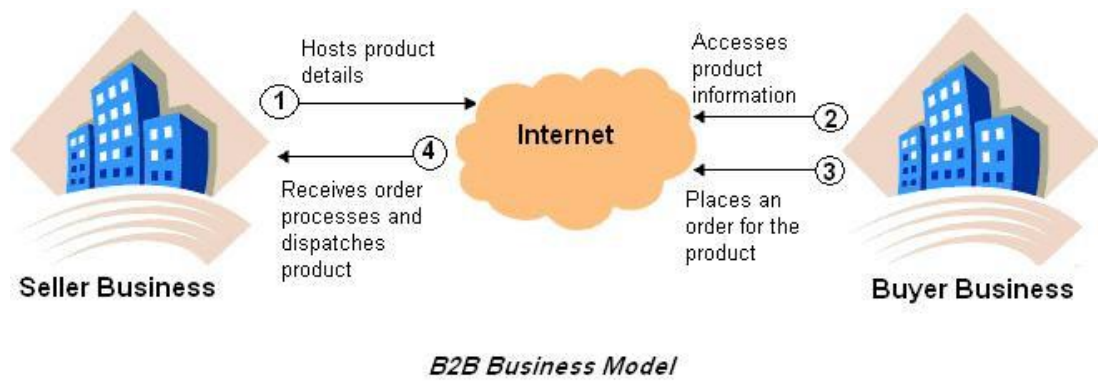 Hosts product
details
1
Accesses
product
information
2
Internet
4
Receives order
processes and
dispatches
product
3
Places an
order for the
product
Seller Business
Buyer Business
B2B Business Model